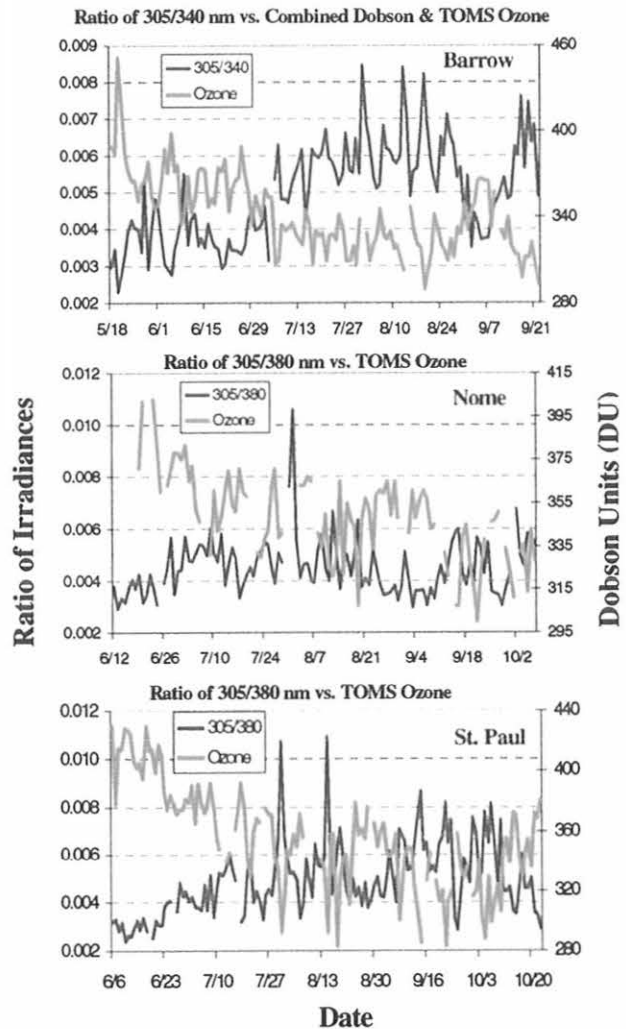 Ratio of 305/340 nm vs. Combined Dobson & TOMS Ozone
0.009
0.008
0.007
0.006
0.005
0.004
0.003
0.002
305/340
Ozone
Barrow
460
400
340
280
5/18 6/1 6/15 6/29 7/13 7/27 8/10 8/24 9/7 9/21
Ratio of 305/380 nm vs. TOMS Ozone
0.012
0.010
0.008
0.006
0.004
0.002
305/380
Ozone
Nome
415
395
375
355
335
315
295
6/12 6/26 7/10 7/24 8/7 8/21 9/4 9/18 10/2
Ratio of Irradiances
Dobson Units (DU)
Ratio of 305/380 nm vs. TOMS Ozone
0.012
0.010
0.008
0.006
0.004
0.002
305/380
Ozone
St. Paul
440
400
360
320
280
6/6 6/23 7/10 7/27 8/13 8/30 9/16 10/3 10/20
Date